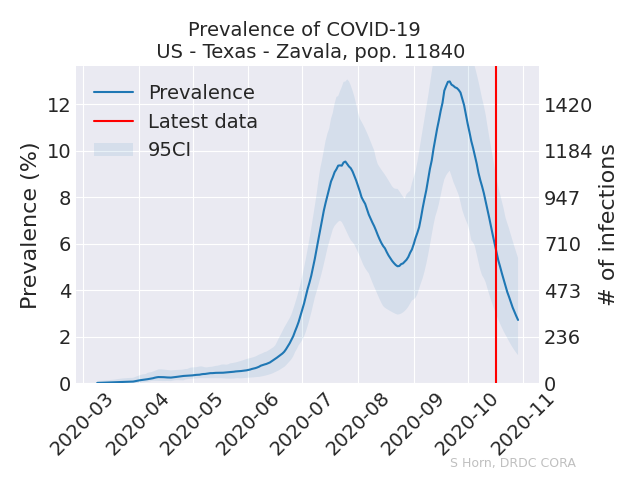 Prevalence of COVID-19
US - Texas - Zavala, pop. 11840
Prevalence
Latest data
95CI
Prevalence (%)
12
10
8
6
4
2
0
1420
1184
947
710
473
236
0
# of infections
2020-03
2020-04
2020-05
2020-06
2020-07
2020-08
2020-09
2020-10
2020-11
S Horn, DRDC CORA